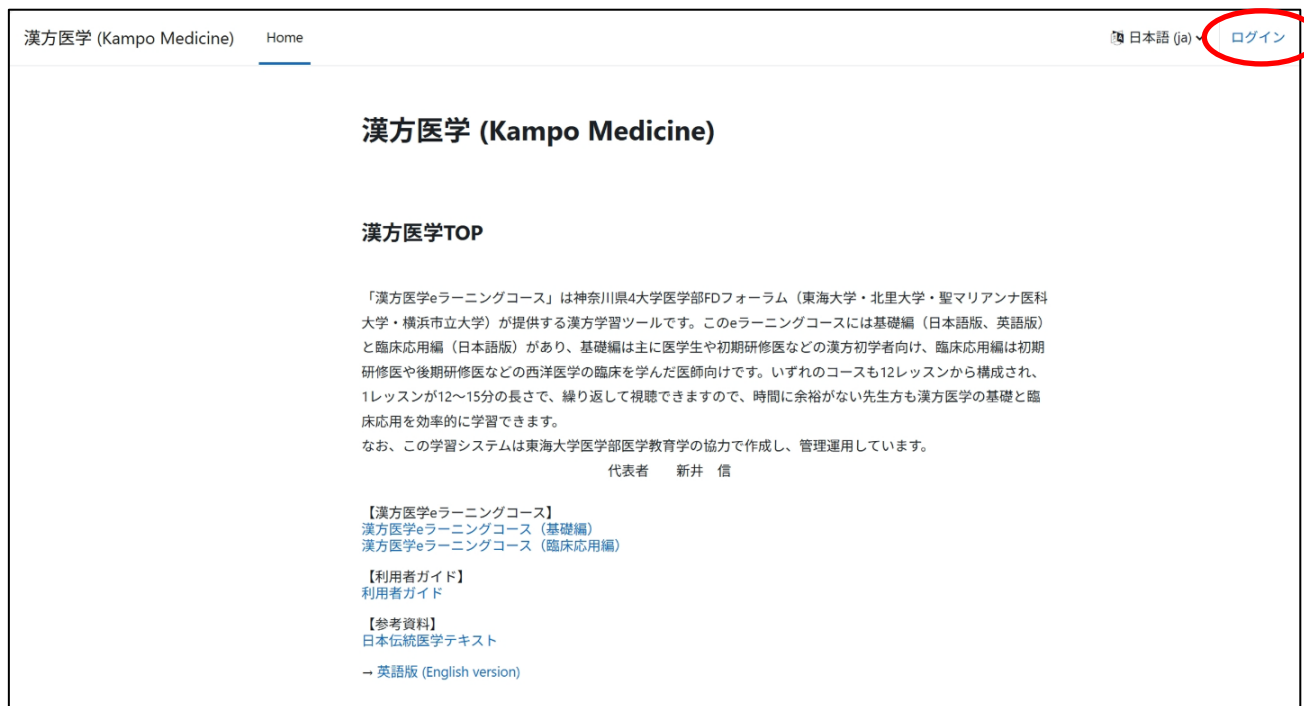 漢方医学 (Kampo Medicine) Home 日本語 (ja) ログイン
漢方医学 (Kampo Medicine)
漢方医学TOP
「漢方医学eラーニングコース」は神奈川県4大学医学部FDフォーラム（東海大学・北里大学・聖マリアンナ医科
大学・横浜市立大学）が提供する漢方学習ツールです。このeラーニングコースには基礎編（日本語版、英語版）
と臨床応用編（日本語版）があり、基礎編は主に医学生や初期研修医などの漢方初学者向け、臨床応用編は初期
研修医や後期研修医などの西洋医学の臨床を学んだ医師向けです。いずれのコースも12レッスンから構成され、
1レッスンが12～15分の長さで、繰り返して視聴できますので、時間に余裕がない先生方も漢方医学の基礎と臨
床応用を効率的に学習できます。
なお、この学習システムは東海大学医学部医学教育学の協力で作成し、管理運用しています。
代表者　　新井　信
【漢方医学eラーニングコース】
漢方医学eラーニングコース（基礎編）
漢方医学eラーニングコース（臨床応用編）
【利用者ガイド】
利用者ガイド
【参考資料】
日本伝統医学テキスト
→ 英語版 (English version)